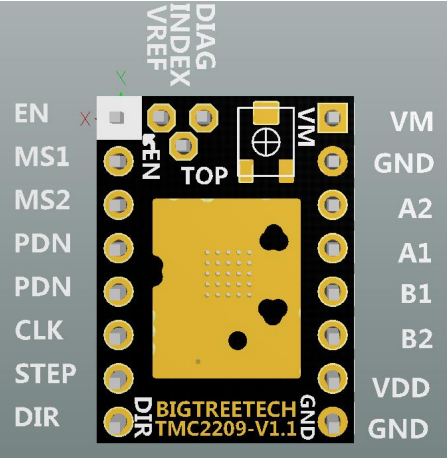 VREF
INDEX
DIAG
X
X
EN
MS1
MS2
PDN
PDN
CLK
STEP
DIR
EN
TOP
VM
VM
GND
A2
A1
B1
B2
VDD
GND
DIR
BIGTREETECH
TMC2209-V1.1
GND